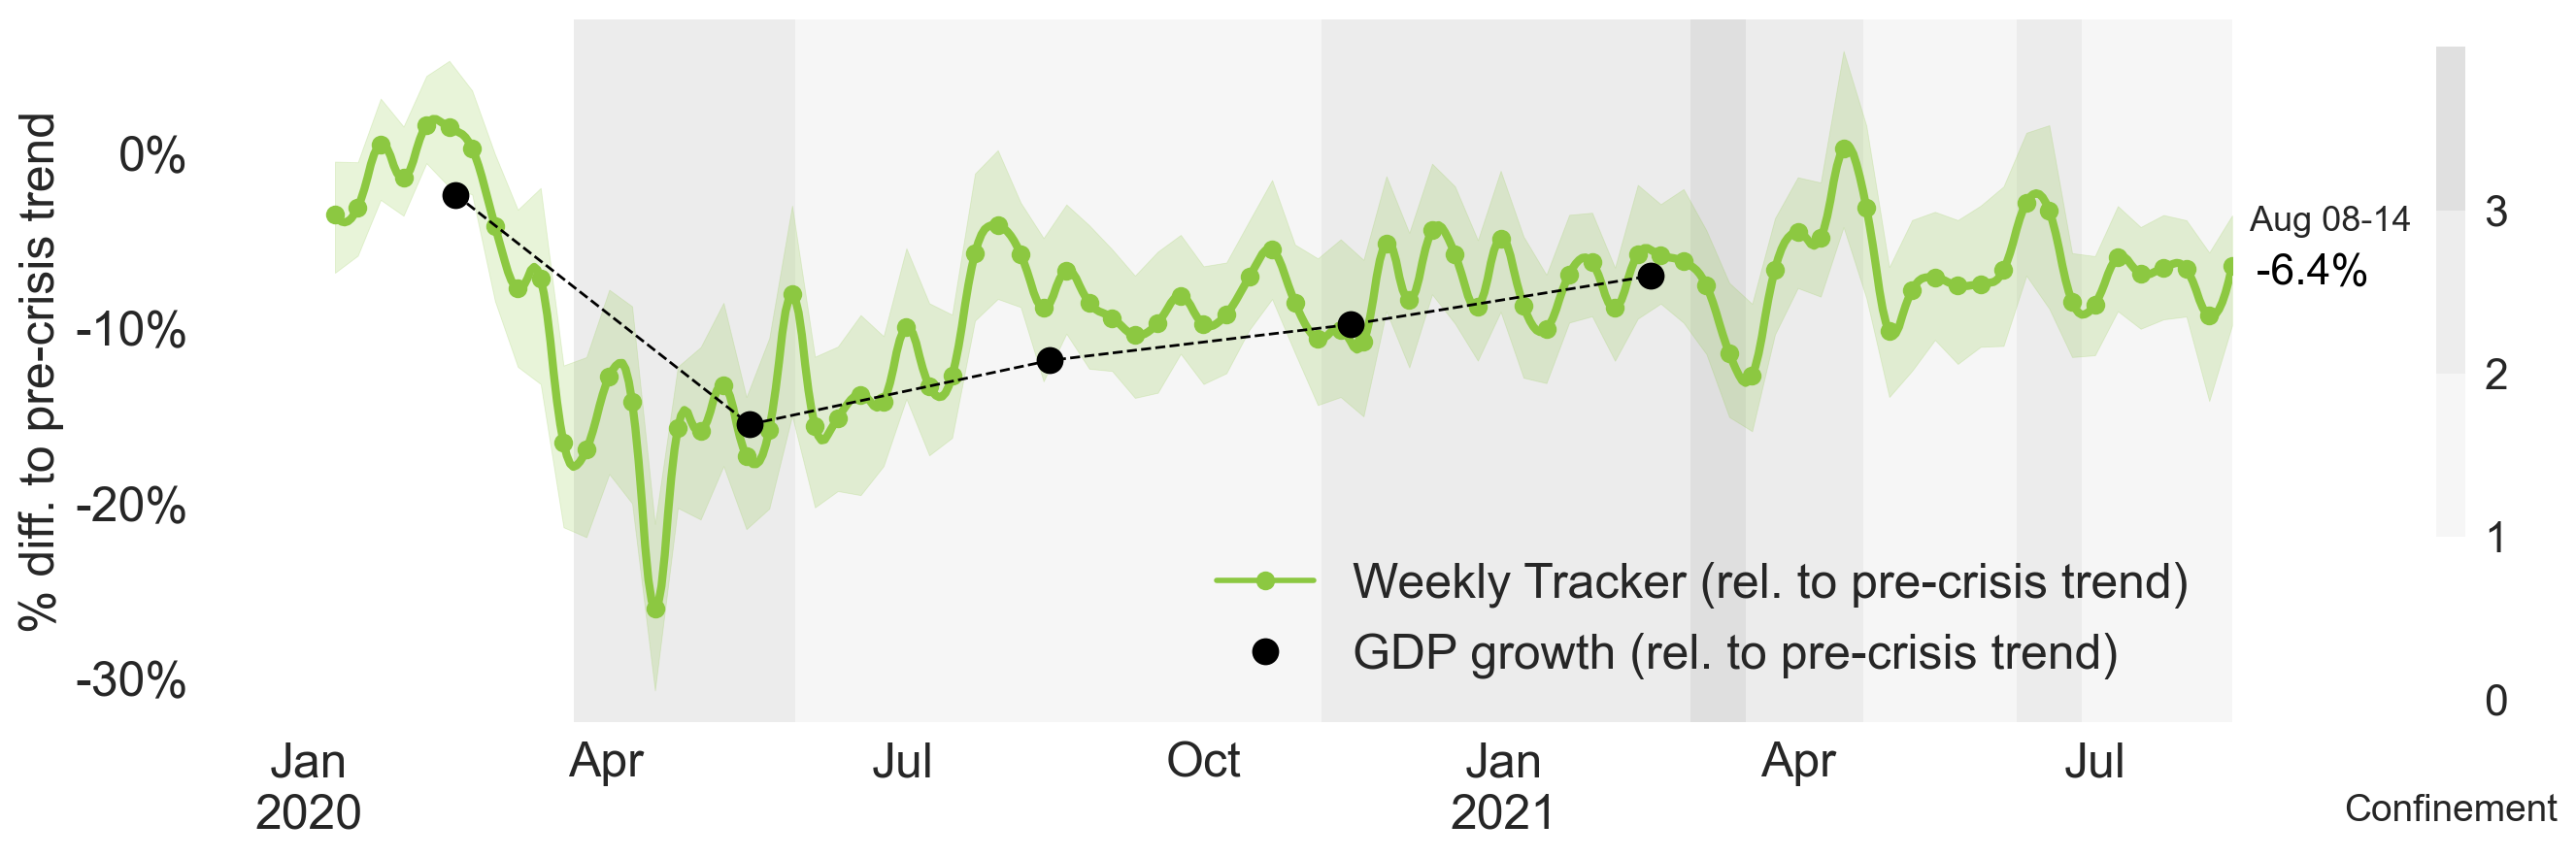 % diff. to pre-crisis trend
0%
-10%
-20%
-30%
Jan
2020
Apr
Jul
Oct
Jan
2021
Apr
Jul
Weekly Tracker (rel. to pre-crisis trend)
GDP growth (rel. to pre-crisis trend)
Aug 08-14
-6.4%
3
2
1
0
Confinement